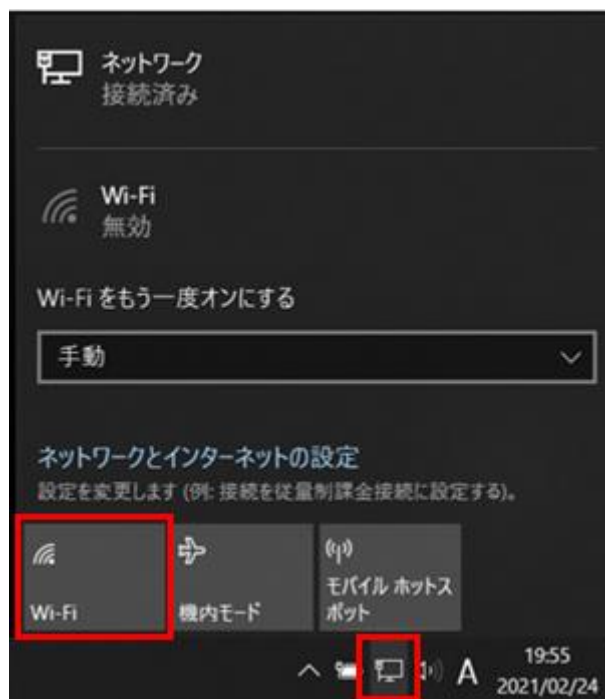 ネットワーク
接続済み
Wi-Fi
無効
Wi-Fi をもう一度オンにする
手動
ネットワークとインターネットの設定
設定を変更します (例: 接続を従量制課金接続に設定する)。
Wi-Fi
機内モード
モバイル ホットス
ポット
A
19:55
2021/02/24